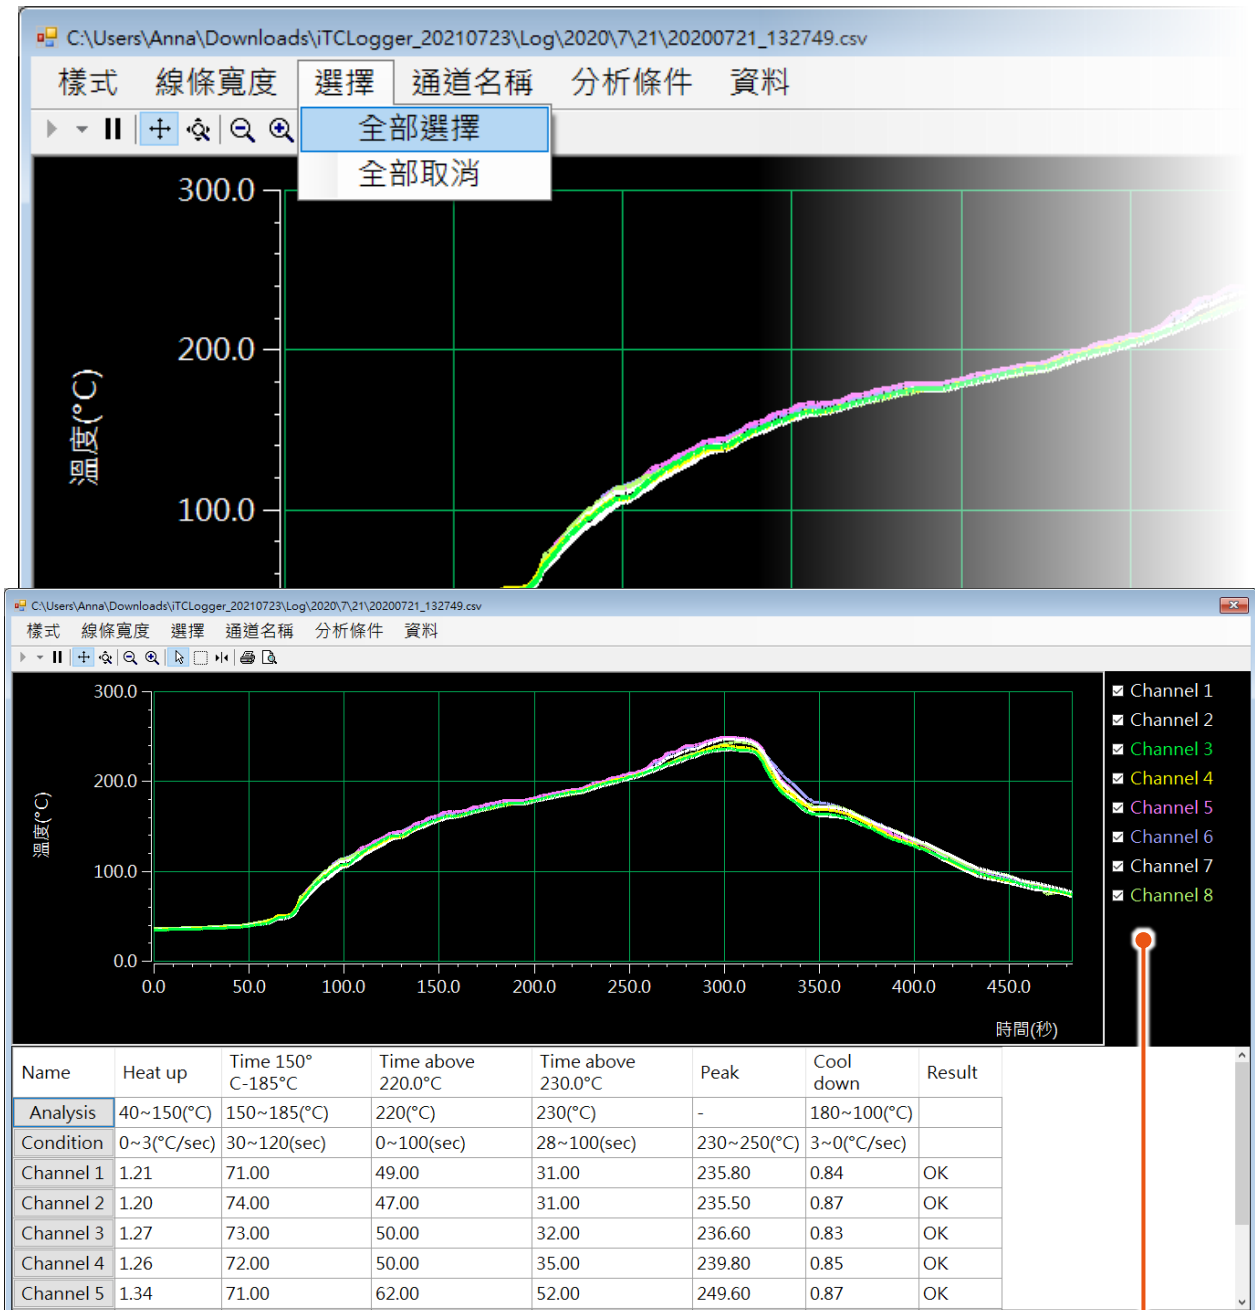 C:\Users\Anna\Downloads\iTCLogger_20210723\Log\2020\7\21\20200721_132749.csv
樣式 線條寬度 選擇 通道名稱 分析條件 資料
全部選擇
全部取消
300.0
200.0
100.0
溫度(°C)
C:\Users\Anna\Downloads\iTCLogger_20210723\Log\2020\7\21\20200721_132749.csv
樣式 線條寬度 選擇 通道名稱 分析條件 資料
300.0
200.0
100.0
0.0
溫度(°C)
0.0 50.0 100.0 150.0 200.0 250.0 300.0 350.0 400.0 450.0
時間(秒)
Channel 1
Channel 2
Channel 3
Channel 4
Channel 5
Channel 6
Channel 7
Channel 8
Name Heat up Time 150°C-185°C Time above 220.0°C Time above 230.0°C Peak Cool down Result
Analysis 40~150(°C) 150~185(°C) 220(°C) 230(°C) - 180~100(°C)
Condition 0~3(°C/sec) 30~120(sec) 0~100(sec) 28~100(sec) 230~250(°C) 3~0(°C/sec)
Channel 1 1.21 71.00 49.00 31.00 235.80 0.84 OK
Channel 2 1.20 74.00 47.00 31.00 235.50 0.87 OK
Channel 3 1.27 73.00 50.00 32.00 236.60 0.83 OK
Channel 4 1.26 72.00 50.00 35.00 239.80 0.85 OK
Channel 5 1.34 71.00 62.00 52.00 249.60 0.87 OK